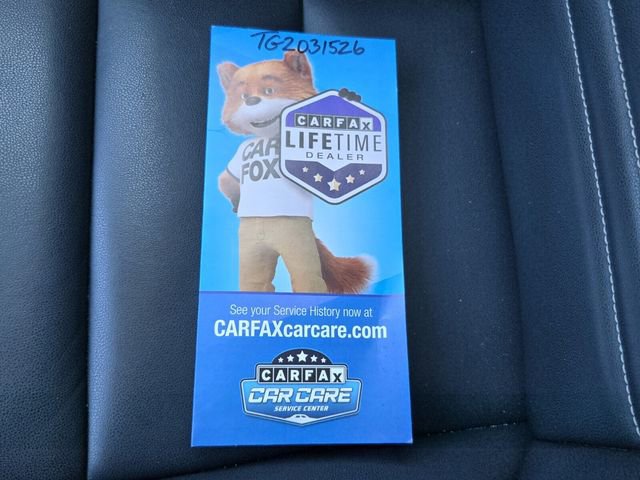 TG2031526
CAR
FOX
CARFAX
LIFETIME
DEALER
See your Service History now at
CARFAXcarcare.com
CARFAX
CAR CARE
SERVICE CENTER